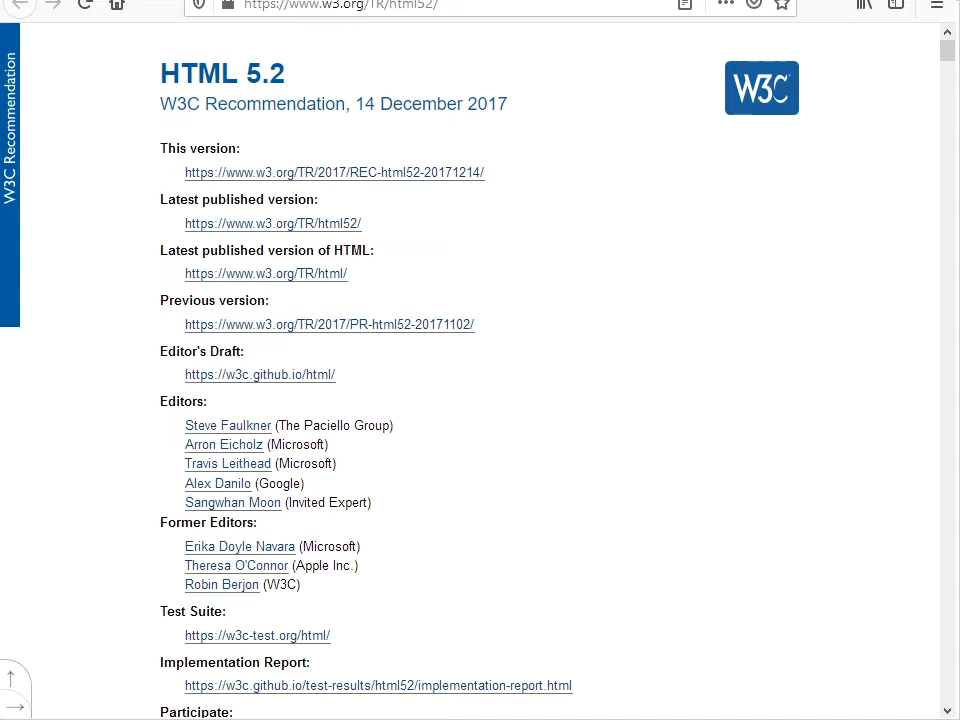 https://www.w3.org/TR/html52/
W3C Recommendation
HTML 5.2
W3C
W3C Recommendation, 14 December 2017
This version:
https://www.w3.org/TR/2017/REC-html52-20171214/
Latest published version:
https://www.w3.org/TR/html52/
Latest published version of HTML:
https://www.w3.org/TR/html/
Previous version:
https://www.w3.org/TR/2017/PR-html52-20171102/
Editor's Draft:
https://w3c.github.io/html/
Editors:
Steve Faulkner (The Paciello Group)
Arron Eicholz (Microsoft)
Travis Leithead (Microsoft)
Alex Danilo (Google)
Sangwhan Moon (Invited Expert)
Former Editors:
Erika Doyle Navara (Microsoft)
Theresa O'Connor (Apple Inc.)
Robin Berjon (W3C)
Test Suite:
https://w3c-test.org/html/
Implementation Report:
https://w3c.github.io/test-results/html52/implementation-report.html
Participate: